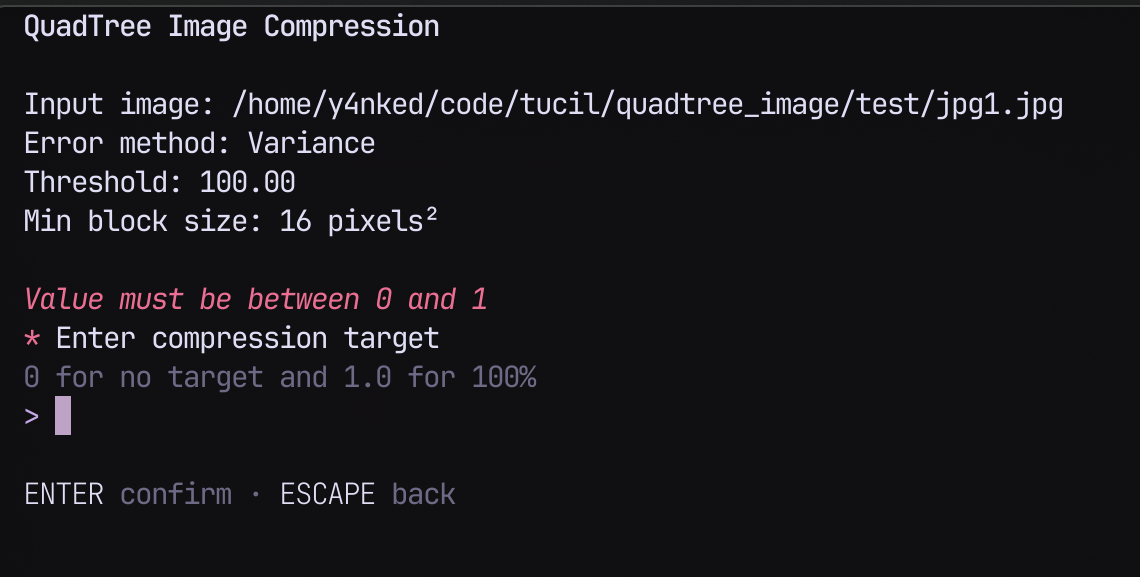 QuadTree Image Compression
Input image: /home/y4nked/code/tucil/quadtree_image/test/jpg1.jpg
Error method: Variance
Threshold: 100.00
Min block size: 16 pixels²
Value must be between 0 and 1
* Enter compression target
0 for no target and 1.0 for 100%
>
ENTER confirm · ESCAPE back